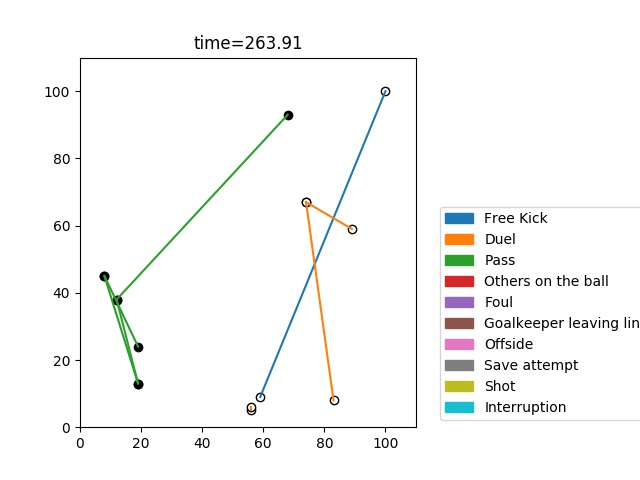 time=263.91
100
80
60
40
20
0
0 20 40 60 80 100
Free Kick
Duel
Pass
Others on the ball
Foul
Goalkeeper leaving lin
Offside
Save attempt
Shot
Interruption